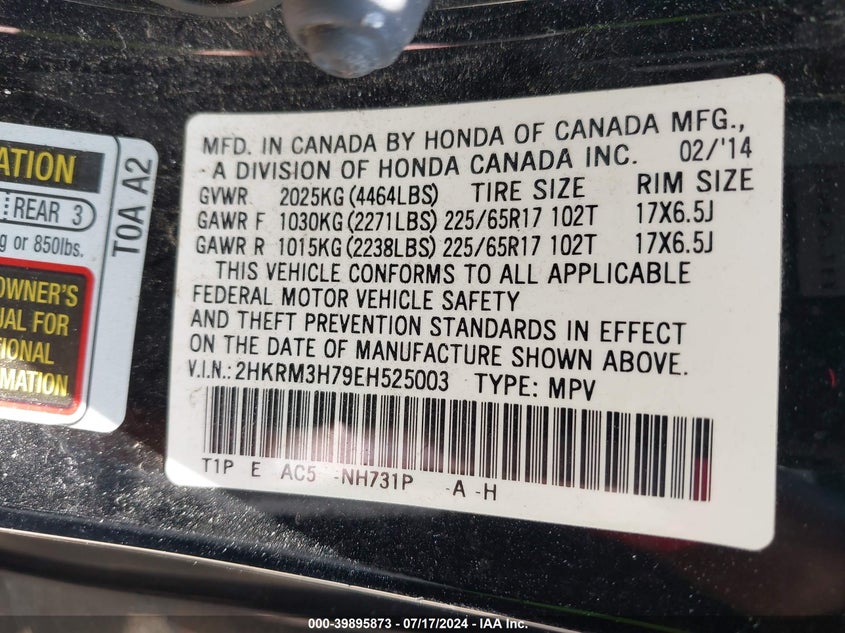 ATION
REAR 3
g or 850lbs.
OWNER'S
UAL FOR
TIONAL
RMATION
TOA A2
MFD. IN CANADA BY HONDA OF CANADA MFG.,
A DIVISION OF HONDA CANADA INC. 02/'14
GVWR 2025KG(4464LBS) TIRE SIZE RIM SIZE
GAWR F 1030KG(2271LBS) 225/65R17 102T 17X6.5J
GAWR R 1015KG(2238LBS) 225/65R17 102T 17X6.5J
THIS VEHICLE CONFORMS TO ALL APPLICABLE
FEDERAL MOTOR VEHICLE SAFETY
AND THEFT PREVENTION STANDARDS IN EFFECT
ON THE DATE OF MANUFACTURE SHOWN ABOVE.
V.I.N.: 2HKRM3H79EH525003 TYPE: MPV
T1P E AC5 -NH731P -A -H
000-39895873 / 07/17/2024 - IAA Inc.